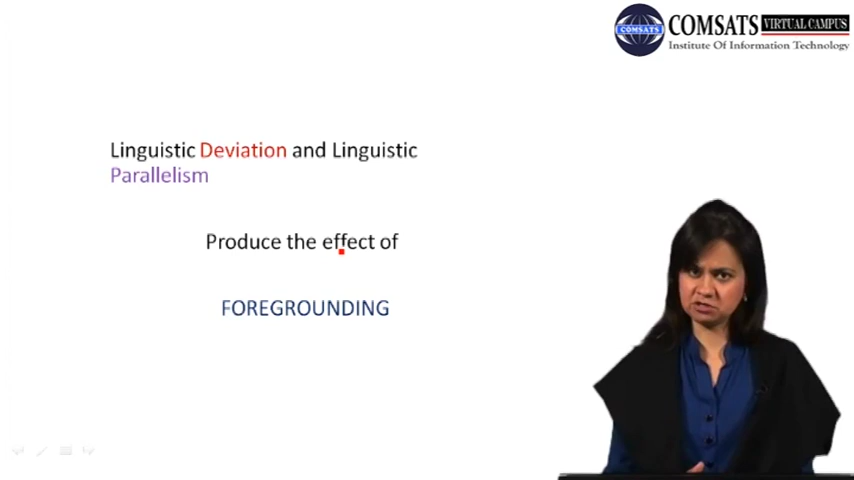 COMSATS VIRTUAL CAMPUS
COMSATS Institute Of Information Technology
Linguistic Deviation and Linguistic
Parallelism
Produce the effect of
FOREGROUNDING